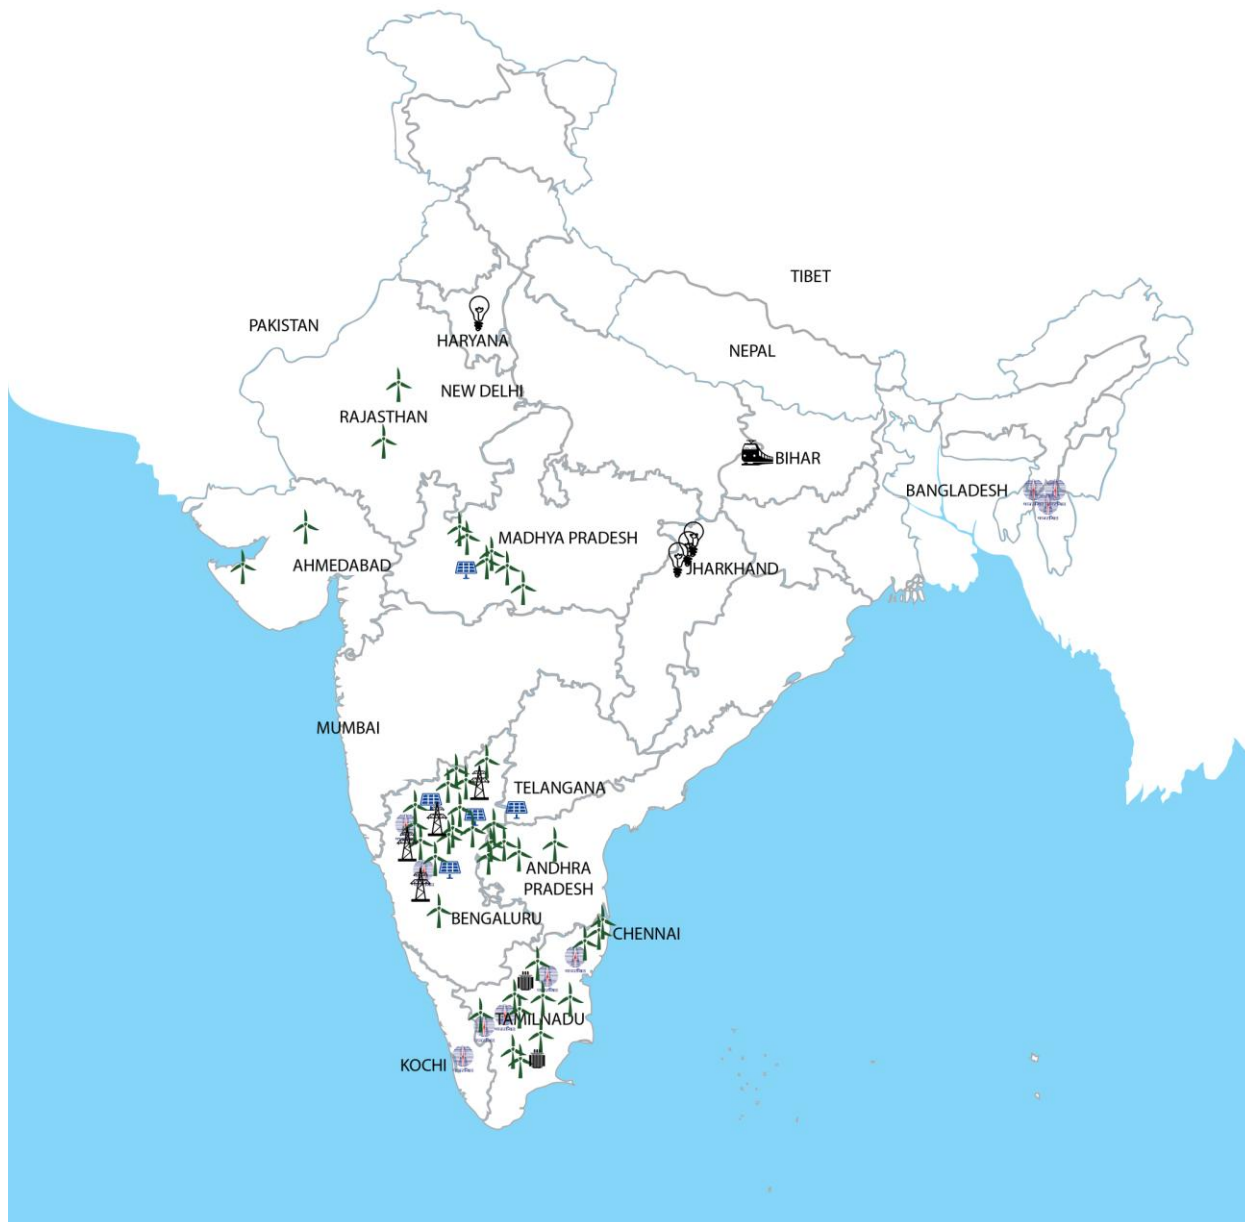 TIBET
PAKISTAN
HARYANA
NEPAL
NEW DELHI
RAJASTHAN
BIHAR
BANGLADESH
MADHYA PRADESH
AHMEDABAD
JHARKHAND
MUMBAI
TELANGANA
ANDHRA
PRADESH
BENGALURU
CHENNAI
TAMILNADU
KOCHI